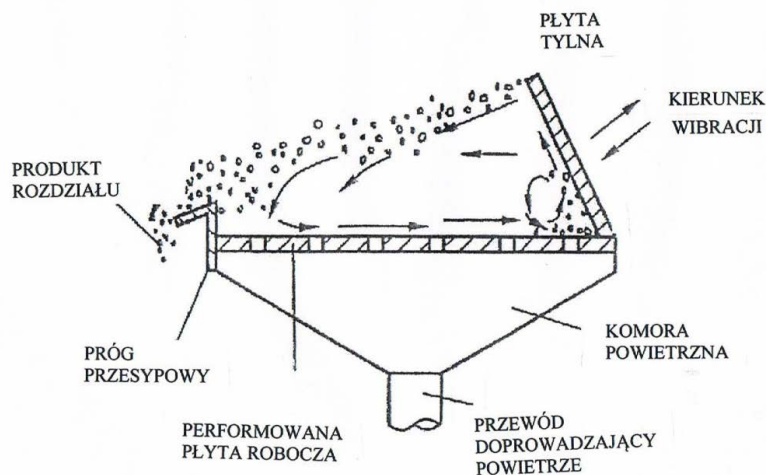 PŁYTA
TYLNA
KIERUNEK
WIBRACJI
PRODUKT
ROZDZIAŁU
PRÓG
PRZESYPOWY
PERFORMOWANA
PŁYTA ROBOCZA
PRZEWÓD
DOPROWADZAJĄCY
POWIETRZE
KOMORA
POWIETRZNA